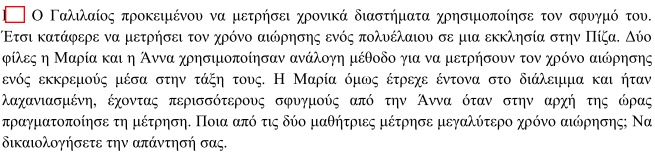 Ο Γαλιλαίος προκειμένου να μετρήσει χρονικά διαστήματα χρησιμοποίησε τον σφυγμό του.
Έτσι κατάφερε να μετρήσει τον χρόνο αιώρησης ενός πολυέλαιου σε μια εκκλησία στην Πίζα. Δύο
φίλες η Μαρία και η Άννα χρησιμοποίησαν ανάλογη μέθοδο για να μετρήσουν τον χρόνο αιώρησης
ενός εκκρεμούς μέσα στην τάξη τους. Η Μαρία όμως έτρεχε έντονα στο διάλειμμα και ήταν
λαχανιασμένη, έχοντας περισσότερους σφυγμούς από την Άννα όταν στην αρχή της ώρας
πραγματοποίησε τη μέτρηση. Ποια από τις δύο μαθήτριες μέτρησε μεγαλύτερο χρόνο αιώρησης; Να
δικαιολογήσετε την απάντησή σας.